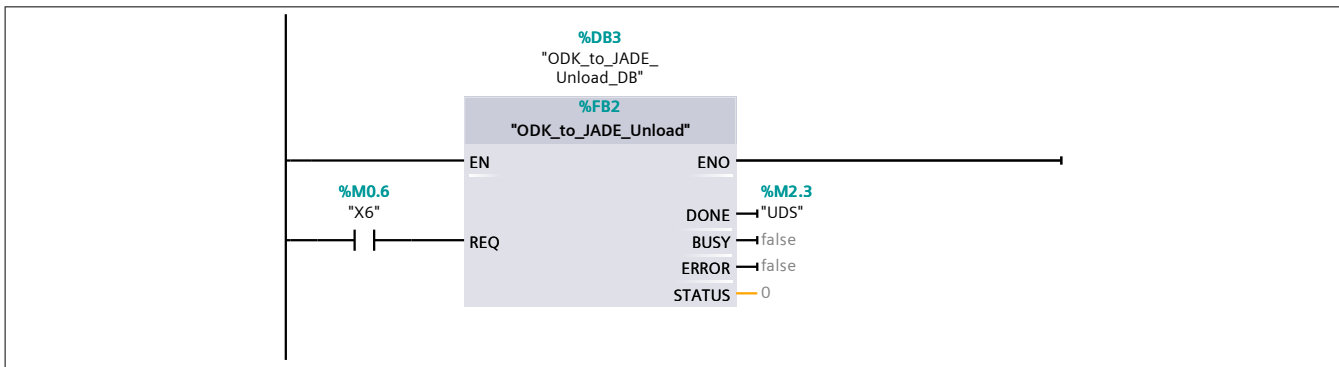 %DB3
"ODK_to_JADE_
Unload_DB"
%FB2
"ODK_to_JADE_Unload"
EN
ENO
%M0.6
"X6"
%M2.3
DONE
"UDS"
REQ
BUSY
false
ERROR
false
STATUS
0